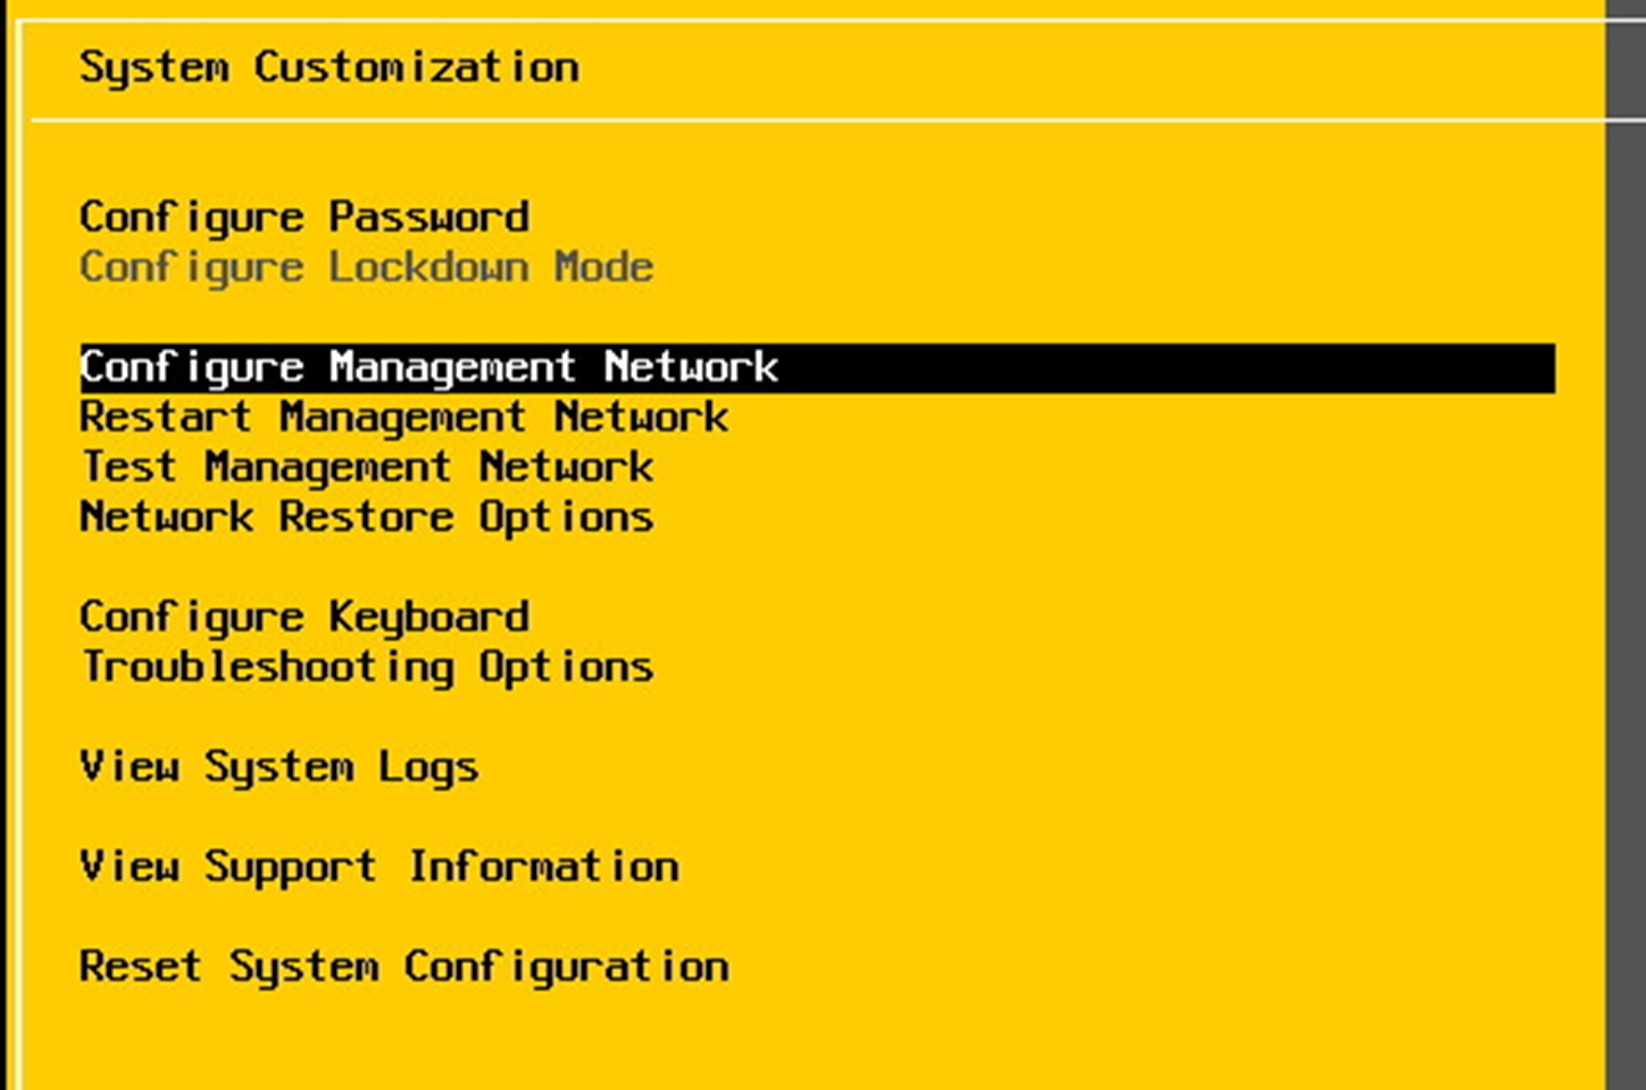 System Customization
Configure Password
Configure Lockdown Mode
Configure Management Network
Restart Management Network
Test Management Network
Network Restore Options
Configure Keyboard
Troubleshooting Options
View System Logs
View Support Information
Reset System Configuration